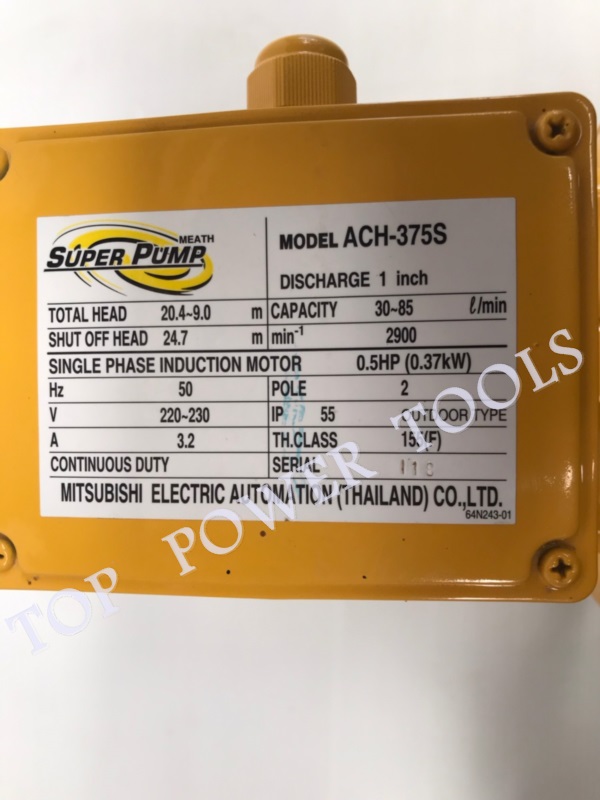 MEATH
SUPER PUMP
MODEL ACH-375S
DISCHARGE 1 inch
TOTAL HEAD 20.4~9.0 m CAPACITY 30~85 ℓ/min
SHUT OFF HEAD 24.7 m min-1 2900
SINGLE PHASE INDUCTION MOTOR 0.5HP (0.37kW)
Hz 50 POLE 2
V 220~230 IP 55 OUTDOOR TYPE
A 3.2 TH.CLASS 155(F)
CONTINUOUS DUTY SERIAL
MITSUBISHI ELECTRIC AUTOMATION (THAILAND) CO.,LTD.
64N243-01
TOP POWER TOOLS